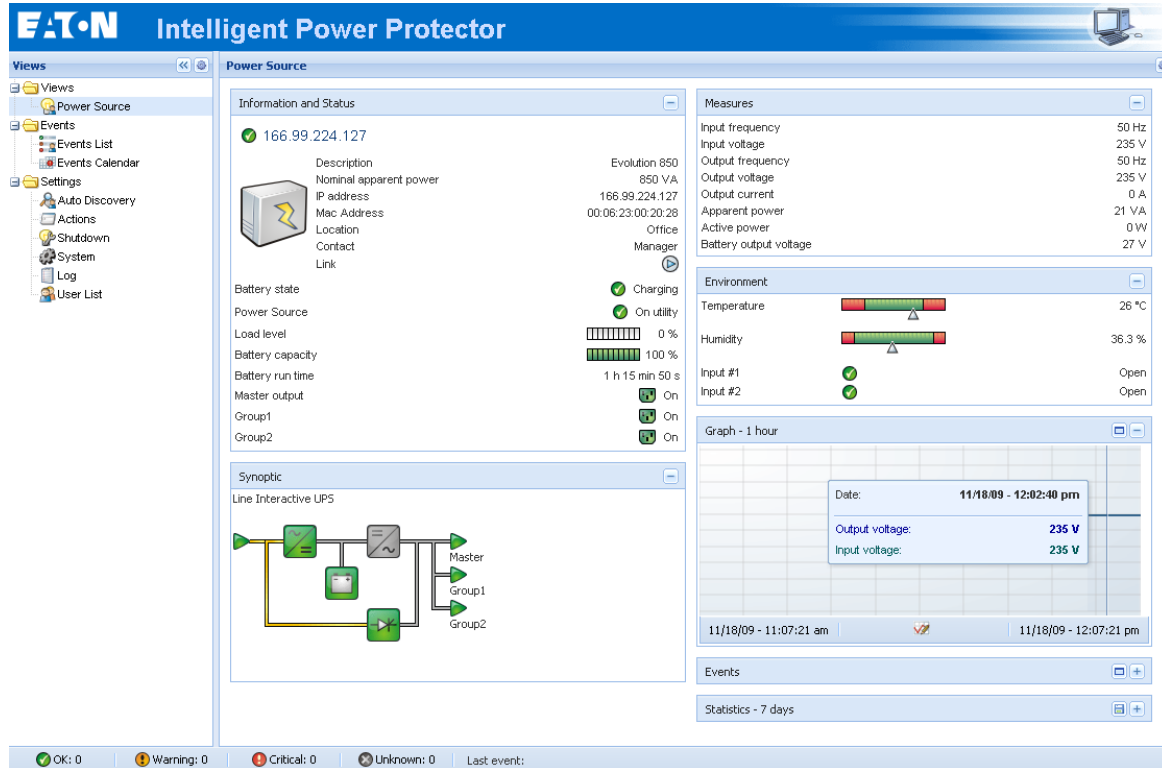 EATON Intelligent Power Protector
Views
Views
Power Source
Events
Events List
Events Calendar
Settings
Auto Discovery
Actions
Shutdown
System
Log
User List
Power Source
Information and Status
166.99.224.127
Description Evolution 850
Nominal apparent power 850 VA
IP address 166.99.224.127
Mac Address 00:06:23:00:20:28
Location Office
Contact Manager
Link
Battery state Charging
Power Source On utility
Load level 0 %
Battery capacity 100 %
Battery run time 1 h 15 min 50 s
Master output On
Group1 On
Group2 On
Synoptic
Line Interactive UPS
Master
Group1
Group2
Measures
Input frequency 50 Hz
Input voltage 235 V
Output frequency 50 Hz
Output voltage 235 V
Output current 0 A
Apparent power 21 VA
Active power 0 W
Battery output voltage 27 V
Environment
Temperature 26 °C
Humidity 36.3 %
Input #1 Open
Input #2 Open
Graph - 1 hour
Date: 11/18/09 - 12:02:40 pm
Output voltage: 235 V
Input voltage: 235 V
11/18/09 - 11:07:21 am 11/18/09 - 12:07:21 pm
Events
Statistics - 7 days
OK: 0 Warning: 0 Critical: 0 Unknown: 0 Last event: